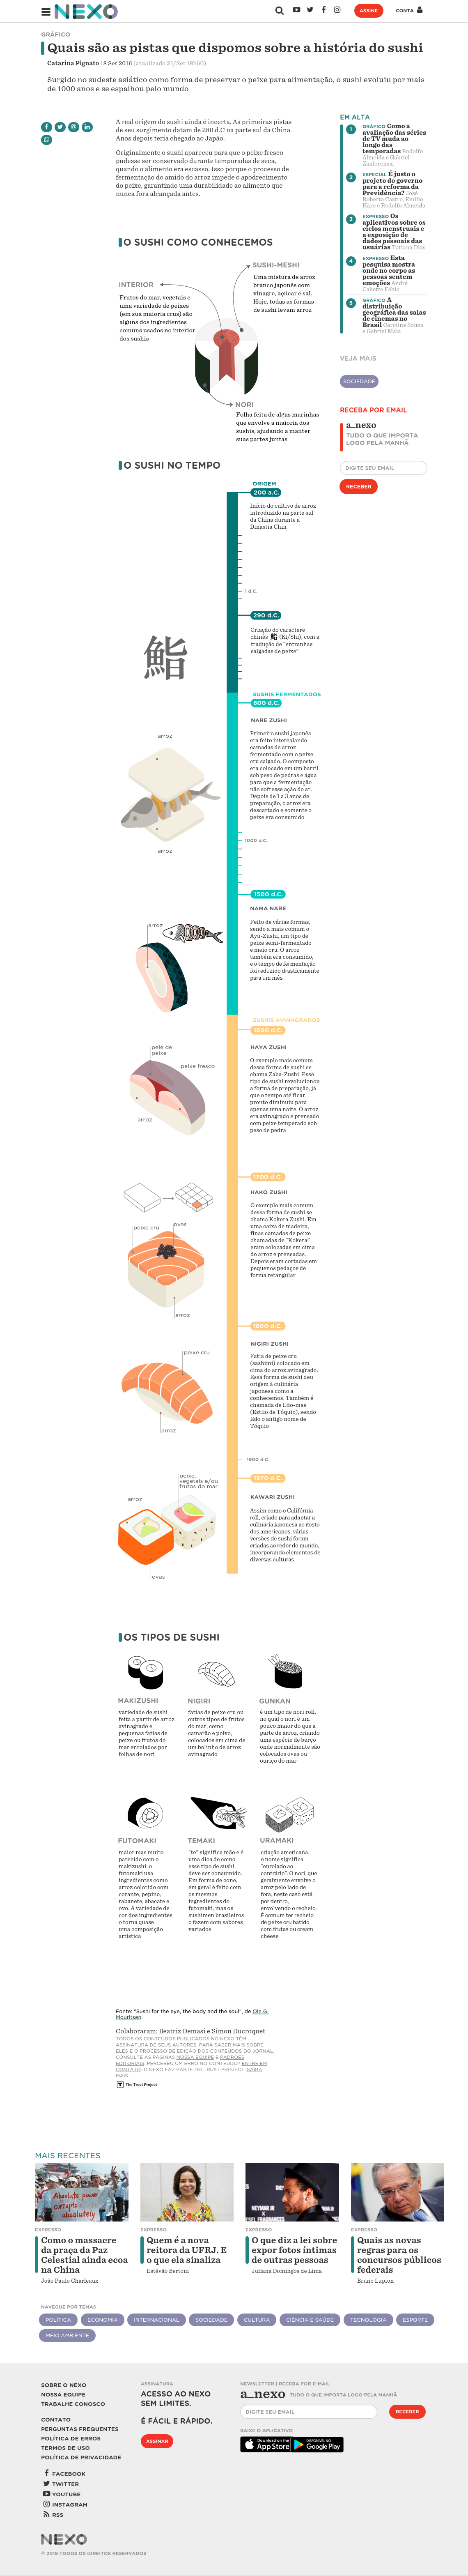 NEXO
ASSINE
CONTA
GRÁFICO
Quais são as pistas que dispomos sobre a história do sushi
Catarina Pignato 18 Set 2016 (atualizado 23/Set 18h30)
Surgido no sudeste asiático como forma de preservar o peixe para alimentação, o sushi evoluiu por mais
de 1000 anos e se espalhou pelo mundo
A real origem do sushi ainda é incerta. As primeiras pistas
de seu surgimento datam de 280 d.C na parte sul da China.
Anos depois teria chegado ao Japão.
Originalmente o sushi apareceu para que o peixe fresco
pudesse ser conservado durante longas jornadas de seca,
quando o alimento era escasso. Isso porque o processo de
fermentação do amido do arroz impede o apodrecimento
do peixe, garantindo uma durabilidade de semanas que
nunca fora alcançada antes.
O SUSHI COMO CONHECEMOS
SUSHI-MESHI
Uma mistura de arroz
branco japonês com
vinagre, açúcar e sal.
Hoje, todas as formas
de sushi levam arroz
INTERIOR
Frutos do mar, vegetais e
diversas variedades de peixes
(em sua maioria crus) são
alguns dos ingredientes
comuns usados no interior
dos sushis
NORI
Folha feita de algas marinhas
que envolve a maioria dos
sushis, ajudando a manter
suas partes juntas
O SUSHI NO TEMPO
ORIGEM
200 a.C.
Início do cultivo de arroz
introduzido na parte sul
da China durante a
Dinastia Chin
1 d.C.
290 d.C.
Criação do caractere
chinês 鮨 (Ki/Shi), com a
tradução de "entranhas
salgadas de peixe"
鮨
SUSHIS FERMENTADOS
800 d.C.
NARE ZUSHI
Primeiro sushi japonês
era feito intercalando
camadas de arroz
fermentado com o peixe
cru salgado. O composto
era colocado em um barril
sob peso de pedras e água
para que a fermentação
não sofresse ação do ar.
Depois de 1 a 3 anos de
preparação, o arroz era
descartado e somente o
peixe era consumido
arroz
arroz
1000 d.C.
1500 d.C.
NAMA NARE
Feito de várias formas,
sendo a mais comum o
Ayu-Zushi, um tipo de
peixe semi-fermentado
e meio cru. O arroz
também era consumido,
e o tempo de fermentação
foi reduzido drasticamente
para um mês
arroz
SUSHIS AVINAGRADOS
1600 d.C.
HAYA ZUSHI
O exemplo mais comum
dessa forma de sushi se
chama Zaba-Zushi. Esse
tipo de sushi revolucionou
a forma de preparação, já
que o tempo até ficar
pronto diminuiu para
apenas uma noite. O arroz
era avinagrado e prensado
com peixe temperado sob
peso de pedra
pele de
peixe
peixe fresco
arroz
1700 d.C.
HAKO ZUSHI
O exemplo mais comum
dessa forma de sushi se
chama Kokera Zushi. Em
uma caixa de madeira,
finas camadas de peixe
chamadas de "Kokera"
eram colocadas em cima
do arroz e prensadas.
Depois eram cortadas em
pequenos pedaços de
forma retangular
ovas
peixe cru
arroz
1800 d.C.
NIGIRI ZUSHI
Fatia de peixe cru
(sashimi) colocado em
cima do arroz avinagrado.
Essa forma de sushi deu
origem à culinária
japonesa como a
conhecemos. Também é
chamada de Edo-mae
(Estilo de Tóquio), sendo
Edo o antigo nome de
Tóquio
peixe cru
arroz
1900 d.C.
1970 d.C.
KAWARI ZUSHI
Assim como o Califórnia
roll, criado para adaptar a
culinária japonesa ao gosto
dos americanos, várias
versões de sushi foram
criadas ao redor do mundo,
incorporando elementos de
diversas culturas
peixe,
vegetais e/ou
frutos do mar
arroz
ovas
OS TIPOS DE SUSHI
MAKIZUSHI
variedade de sushi
feita a partir de arroz
avinagrado e
pequenas fatias de
peixe ou frutos do
mar enrolados por
folhas de nori
NIGIRI
fatias de peixe cru ou
outros tipos de frutos
do mar, como
camarão e polvo,
colocados em cima de
um bolinho de arroz
avinagrado
GUNKAN
é um tipo de nori roll,
no qual o nori é um
pouco maior do que a
parte de arroz, criando
uma espécie de berço
onde normalmente são
colocados ovas ou
ouriço do mar
FUTOMAKI
maior mas muito
parecido com o
makizushi, o
futomaki usa
ingredientes como
arroz colorido com
corante, pepino,
rabanete, abacate e
ovo. A variedade de
cor dos ingredientes
o torna quase
uma composição
artística
TEMAKI
"te" significa mão e é
uma dica de como
esse tipo de sushi
deve ser consumido.
Em forma de cone,
em geral é feito com
os mesmos
ingredientes do
futomaki, mas os
sushimen brasileiros
o fazem com sabores
variados
URAMAKI
criação americana,
o nome significa
"enrolado ao
contrário". O nori, que
geralmente envolve o
arroz pelo lado de
fora, neste caso está
por dentro,
envolvendo o recheio.
É comum ter recheio
de peixe cru batido
com frutas ou cream
cheese
Fonte: "Sushi for the eye, the body and the soul", de Ole G.
Mouritsen.
Colaboraram: Beatriz Demasi e Simon Ducroquet
TODOS OS CONTEÚDOS PUBLICADOS NO NEXO TÊM
ASSINATURA DE SEUS AUTORES. PARA SABER MAIS SOBRE
ELES E O PROCESSO DE EDIÇÃO DOS CONTEÚDOS DO JORNAL,
CONSULTE AS PÁGINAS NOSSA EQUIPE E PADRÕES
EDITORIAIS. PERCEBEU UM ERRO NO CONTEÚDO? ENTRE EM
CONTATO. O NEXO FAZ PARTE DO TRUST PROJECT. SAIBA
MAIS.
T The Trust Project
EM ALTA
1 GRÁFICO Como a
avaliação das séries
de TV muda ao
longo das
temporadas Rodolfo
Almeida e Gabriel
Zanlorenssi
2 ESPECIAL É justo o
projeto do governo
para a reforma da
Previdência? José
Roberto Castro, Emilio
Haro e Rodolfo Almeida
3 EXPRESSO Os
aplicativos sobre os
ciclos menstruais e
a exposição de
dados pessoais das
usuárias Tatiana Dias
4 EXPRESSO Esta
pesquisa mostra
onde no corpo as
pessoas sentem
emoções André
Cabette Fábio
5 GRÁFICO A
distribuição
geográfica das salas
de cinemas no
Brasil Caroline Souza
e Gabriel Maia
VEJA MAIS
SOCIEDADE
RECEBA POR EMAIL
a_nexo
TUDO O QUE IMPORTA
LOGO PELA MANHÃ
DIGITE SEU EMAIL
RECEBER
MAIS RECENTES
Absolute power
corrupts
absolutely
EXPRESSO
Como o massacre
da praça da Paz
Celestial ainda ecoa
na China
João Paulo Charleaux
EXPRESSO
Quem é a nova
reitora da UFRJ. E
o que ela sinaliza
Estêvão Bertoni
NEYMAR JR
EXPRESSO
O que diz a lei sobre
expor fotos íntimas
de outras pessoas
Juliana Domingos de Lima
EXPRESSO
Quais as novas
regras para os
concursos públicos
federais
Bruno Lupion
NAVEGUE POR TEMAS
POLÍTICA
ECONOMIA
INTERNACIONAL
SOCIEDADE
CULTURA
CIÊNCIA E SAÚDE
TECNOLOGIA
ESPORTE
MEIO AMBIENTE
SOBRE O NEXO
NOSSA EQUIPE
TRABALHE CONOSCO
CONTATO
PERGUNTAS FREQUENTES
POLÍTICA DE ERROS
TERMOS DE USO
POLÍTICA DE PRIVACIDADE
FACEBOOK
TWITTER
YOUTUBE
INSTAGRAM
RSS
ASSINATURA
ACESSO AO NEXO
SEM LIMITES.
É FÁCIL E RÁPIDO.
ASSINAR
NEWSLETTER | RECEBA POR E-MAIL
a_nexo TUDO O QUE IMPORTA LOGO PELA MANHÃ
DIGITE SEU EMAIL
RECEBER
BAIXE O APLICATIVO
Download on the
App Store
DISPONÍVEL NO
Google Play
NEXO
© 2019 TODOS OS DIREITOS RESERVADOS